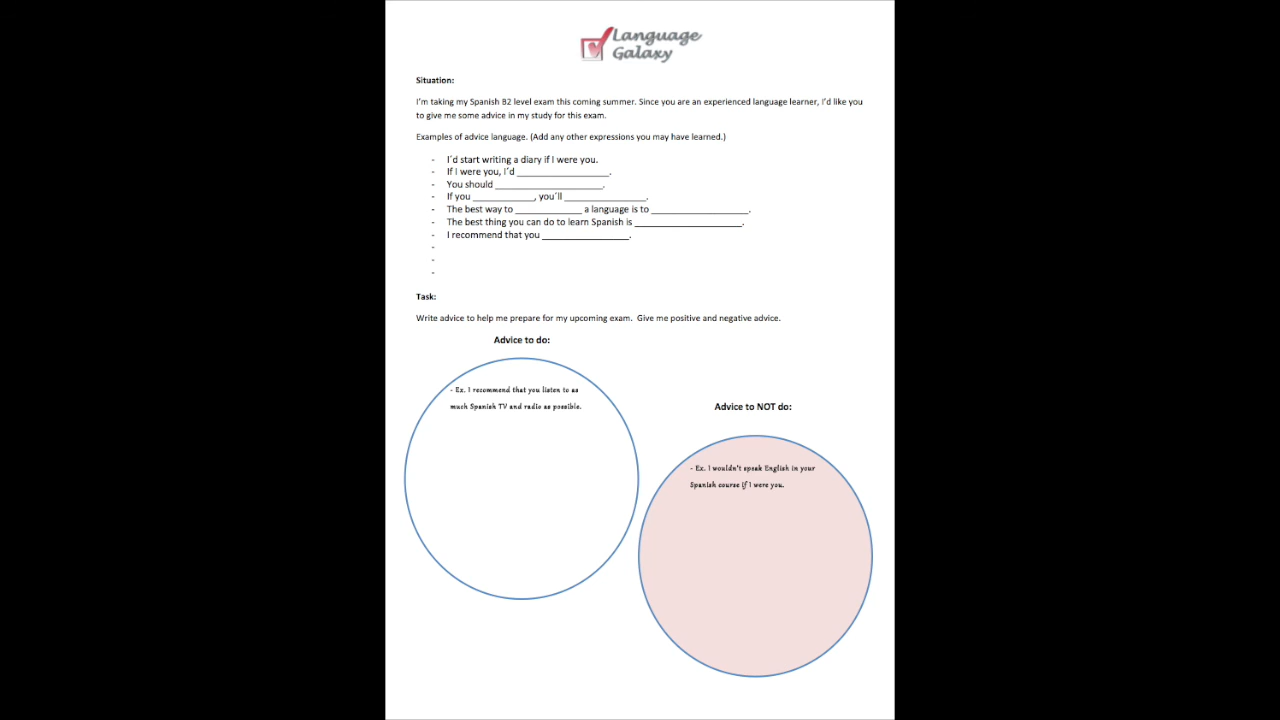 Language
Galaxy
Situation:
I'm taking my Spanish B2 level exam this coming summer. Since you are an experienced language learner, I'd like you
to give me some advice in my study for this exam.
Examples of advice language. (Add any other expressions you may have learned.)
- I´d start writing a diary if I were you.
- If I were you, I´d ___________________.
- You should ______________________.
- If you _____________, you´ll _________________.
- The best way to ______________ a language is to ____________________.
- The best thing you can do to learn Spanish is ______________________.
- I recommend that you __________________.
-
-
-
Task:
Write advice to help me prepare for my upcoming exam.  Give me positive and negative advice.
Advice to do:
- Ex. I recommend that you listen to as
much Spanish TV and radio as possible.
Advice to NOT do:
- Ex. I wouldn't speak English in your
Spanish course if I were you.